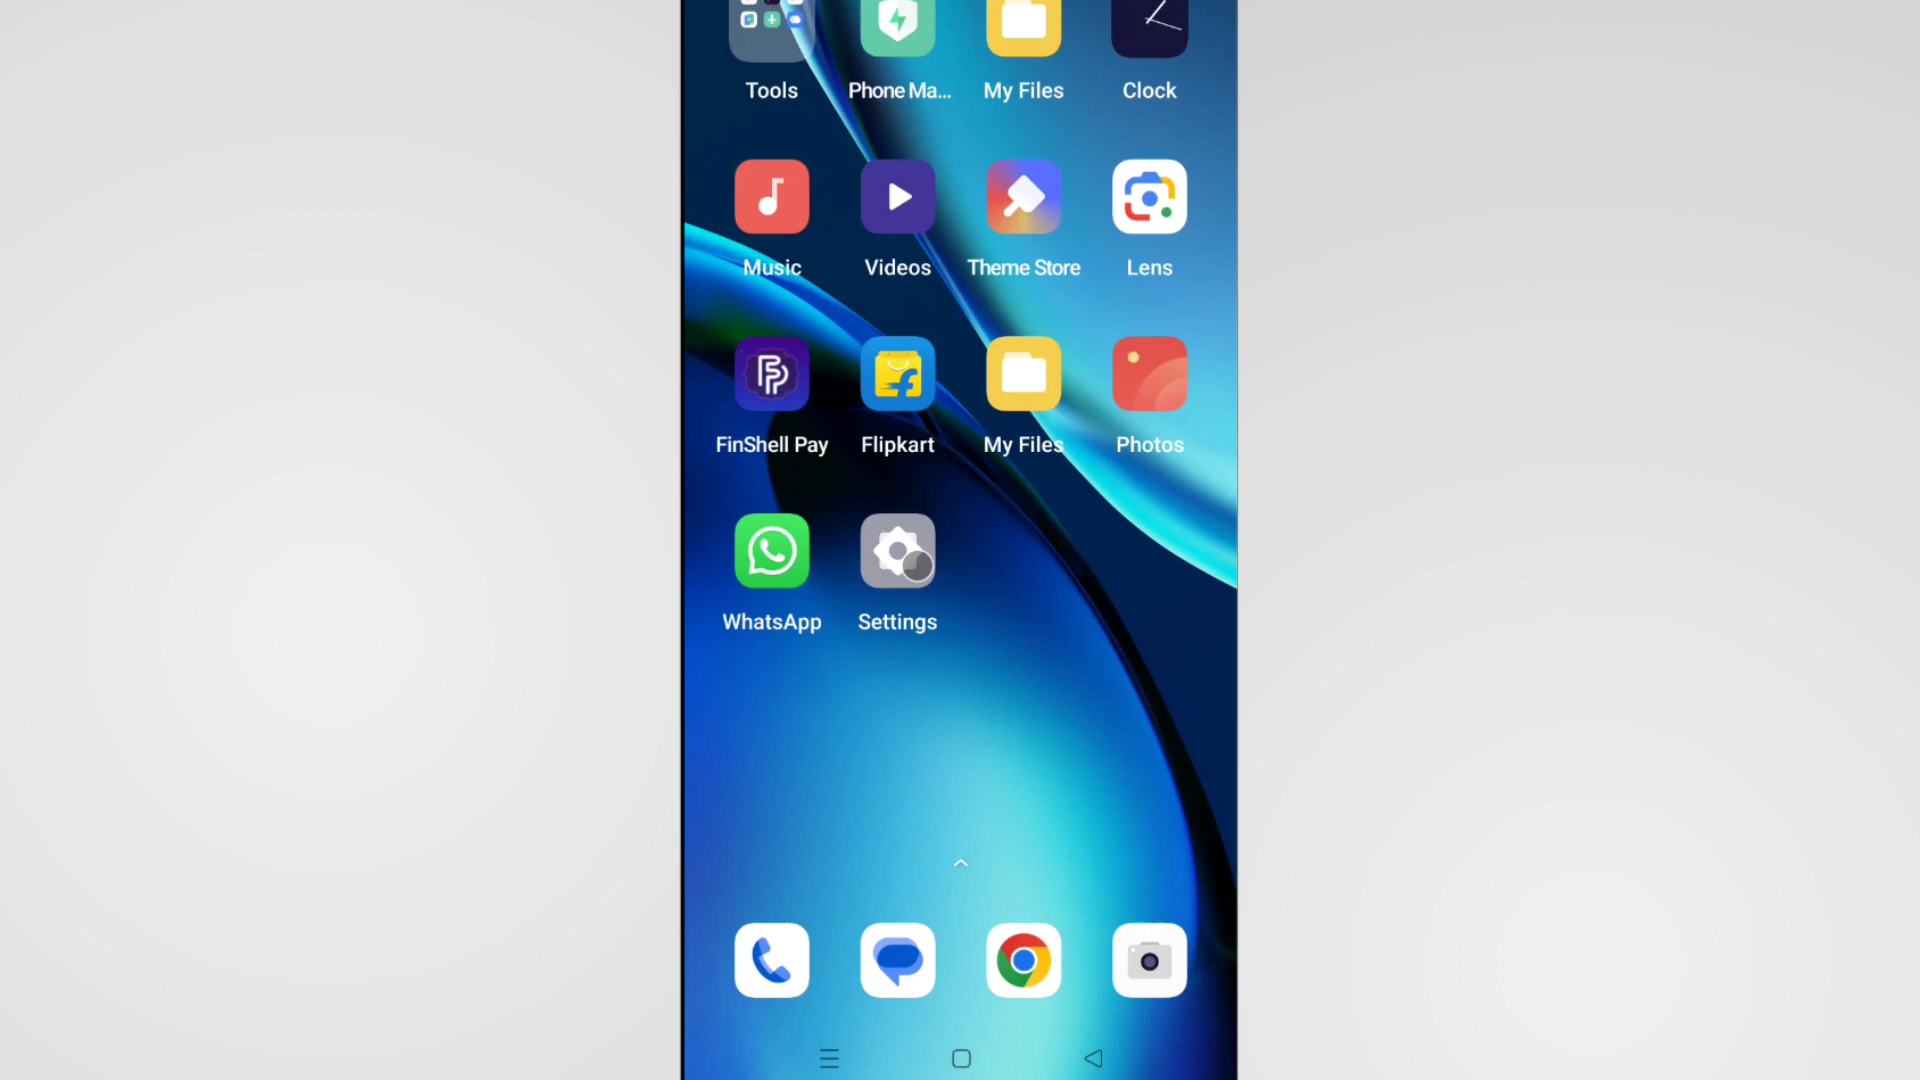 Tools Phone Ma... My Files Clock
Music Videos Theme Store Lens
FinShell Pay Flipkart My Files Photos
WhatsApp Settings